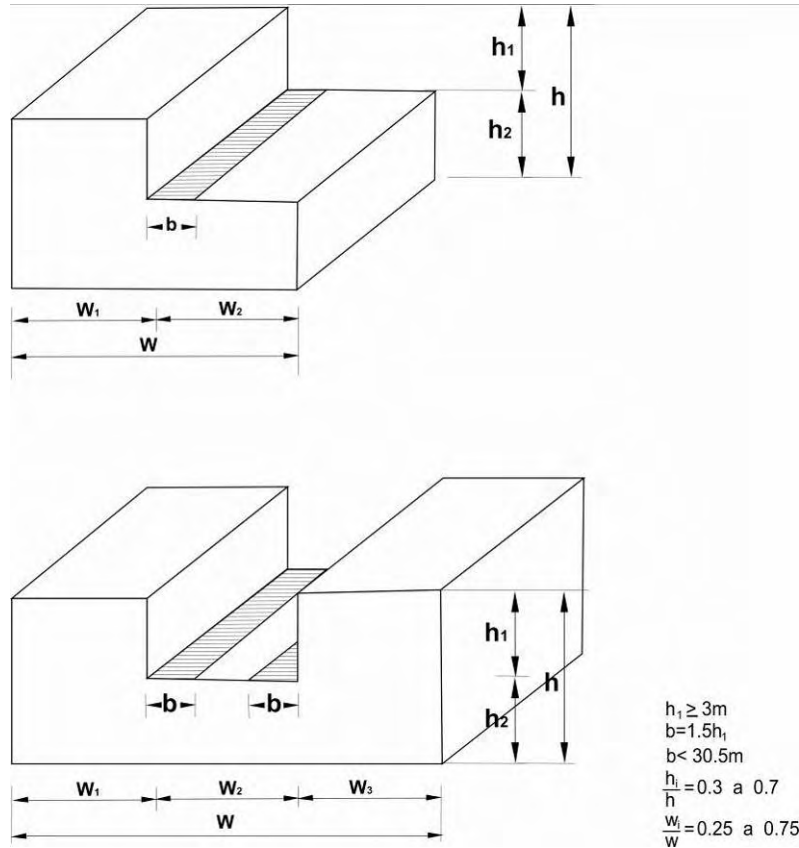 h₁
h
h₂
b
W₁ W₂
W
h₁
h
b b
h₂
W₁ W₂ W₃
W
h₁ ≥ 3m
b=1.5h₁
b< 30.5m
hᵢ/h =0.3 a 0.7
wᵢ/w =0.25 a 0.75